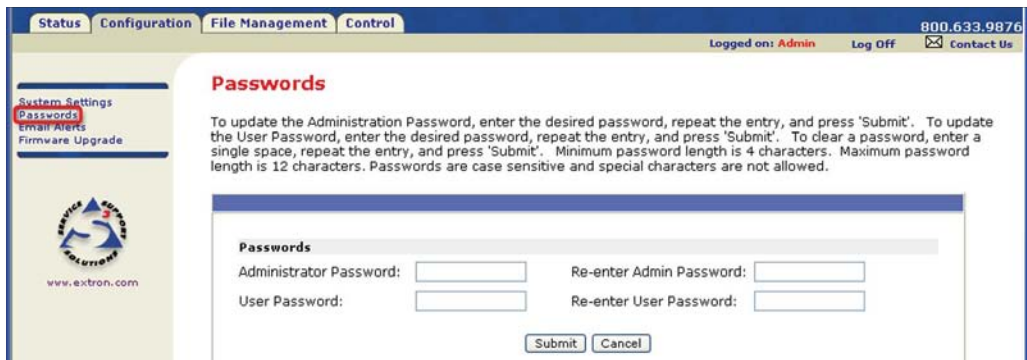 Status Configuration File Management Control
800.633.9876
Logged on: Admin Log Off Contact Us
System Settings
Passwords
Email Alerts
Firmware Upgrade
SERVICE SUPPORT SOLUTIONS
S3
www.extron.com
Passwords
To update the Administration Password, enter the desired password, repeat the entry, and press 'Submit'. To update
the User Password, enter the desired password, repeat the entry, and press 'Submit'. To clear a password, enter a
single space, repeat the entry, and press 'Submit'. Minimum password length is 4 characters. Maximum password
length is 12 characters. Passwords are case sensitive and special characters are not allowed.
Passwords
Administrator Password: Re-enter Admin Password:
User Password: Re-enter User Password:
Submit Cancel